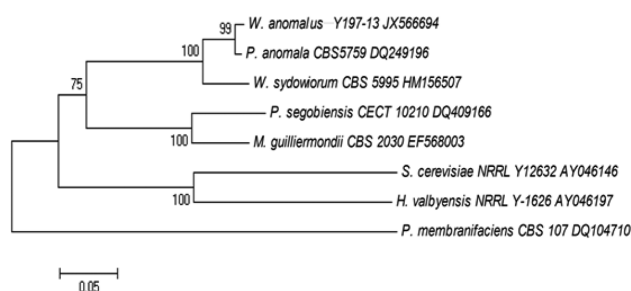 99
W. anomalus Y197-13 JX566694
100
P. anomala CBS5759 DQ249196
75
W. sydowiorum CBS 5995 HM156507
P. segobiensis CECT 10210 DQ409166
100
M. guilliermondii CBS 2030 EF568003
S. cerevisiae NRRL Y12632 AY046146
100
H. valbyensis NRRL Y-1626 AY046197
P. membranifaciens CBS 107 DQ104710
0.05